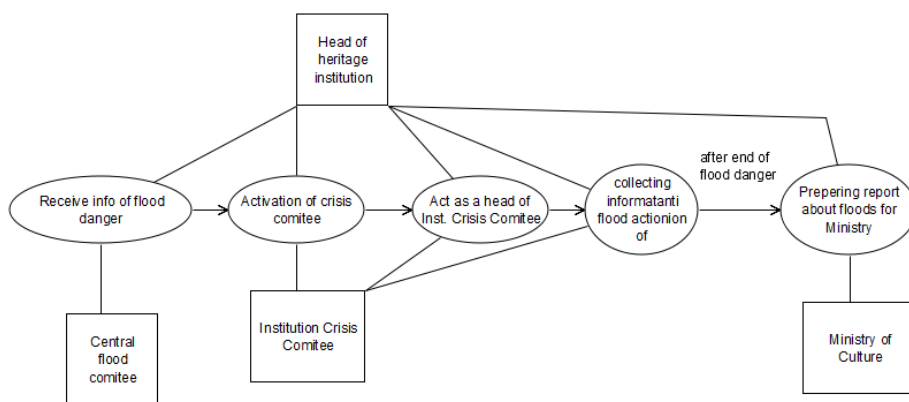 Head of
heritage
institution
Receive info of flood
danger
Activation of crisis
comitee
Act as a head of
Inst. Crisis Comitee
collecting
informatanti
flood actionion
of
after end of
flood danger
Prepering report
about floods for
Ministry
Central
flood
comitee
Institution Crisis
Comitee
Ministry of
Culture